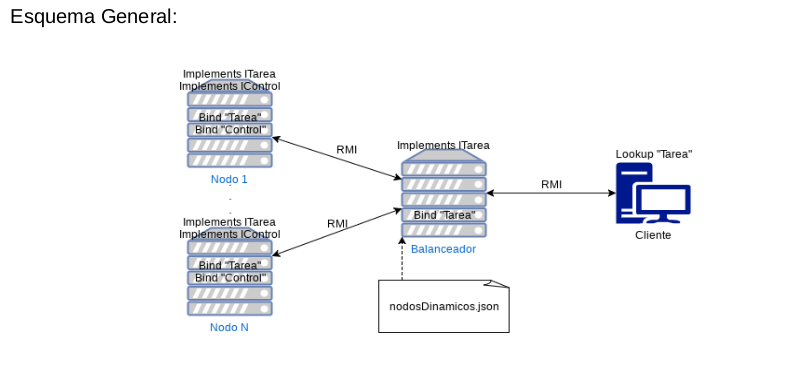 Esquema General:
Implements ITarea
Implements IControl
Bind "Tarea"
Bind "Control"
Nodo 1
.
.
.
Implements ITarea
Implements IControl
Bind "Tarea"
Bind "Control"
Nodo N
RMI
RMI
Implements ITarea
Bind "Tarea"
Balanceador
nodosDinamicos.json
RMI
Lookup "Tarea"
Cliente